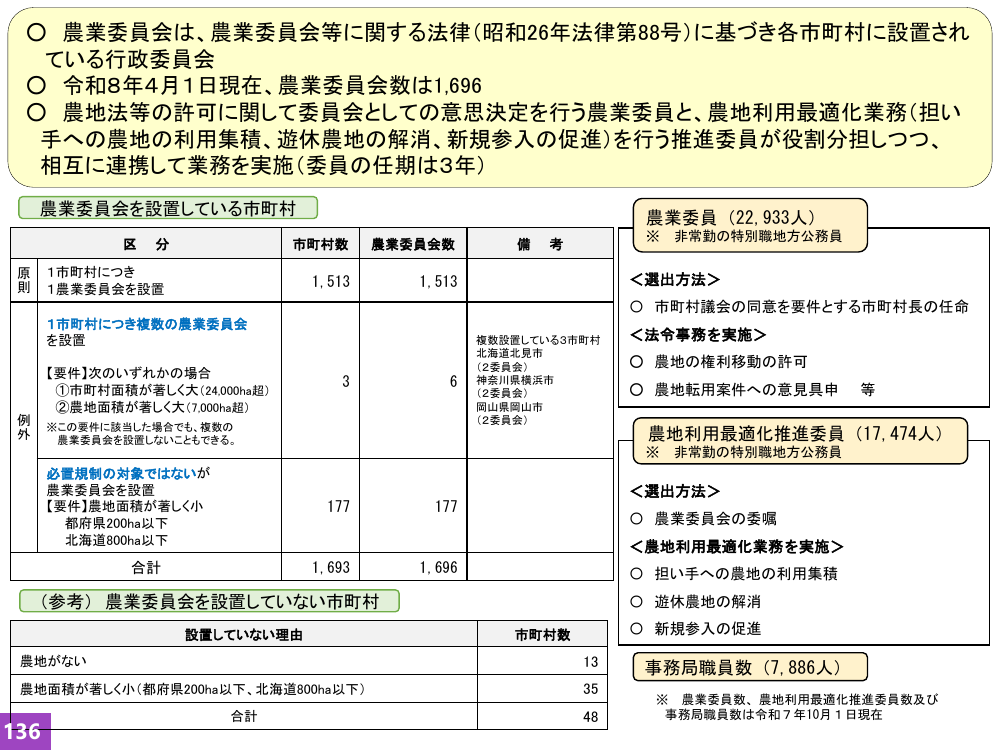 ○ 農業委員会は、農業委員会等に関する法律（昭和26年法律第88号）に基づき各市町村に設置され
ている行政委員会
○ 令和８年４月１日現在、農業委員会数は1,696
○ 農地法等の許可に関して委員会としての意思決定を行う農業委員と、農地利用最適化業務（担い
手への農地の利用集積、遊休農地の解消、新規参入の促進）を行う推進委員が役割分担しつつ、
相互に連携して業務を実施（委員の任期は３年）
農業委員会を設置している市町村
区　分　市町村数　農業委員会数　備　考
原則
１市町村につき
１農業委員会を設置
1,513　1,513
例外
１市町村につき複数の農業委員会
を設置
【要件】次のいずれかの場合
①市町村面積が著しく大（24,000ha超）
②農地面積が著しく大（7,000ha超）
※この要件に該当した場合でも、複数の
農業委員会を設置しないこともできる。
3　6
複数設置している３市町村
北海道北見市
（２委員会）
神奈川県横浜市
（２委員会）
岡山県岡山市
（２委員会）
必置規制の対象ではないが
農業委員会を設置
【要件】農地面積が著しく小
都府県200ha以下
北海道800ha以下
177　177
合計　1,693　1,696
（参考） 農業委員会を設置していない市町村
設置していない理由　市町村数
農地がない　13
農地面積が著しく小（都府県200ha以下、北海道800ha以下）　35
合計　48
農業委員（22,933人）
※ 非常勤の特別職地方公務員
＜選出方法＞
○ 市町村議会の同意を要件とする市町村長の任命
＜法令事務を実施＞
○ 農地の権利移動の許可
○ 農地転用案件への意見具申　等
農地利用最適化推進委員（17,474人）
※ 非常勤の特別職地方公務員
＜選出方法＞
○ 農業委員会の委嘱
＜農地利用最適化業務を実施＞
○ 担い手への農地の利用集積
○ 遊休農地の解消
○ 新規参入の促進
事務局職員数（7,886人）
※ 農業委員数、農地利用最適化推進委員数及び
事務局職員数は令和７年10月１日現在
136